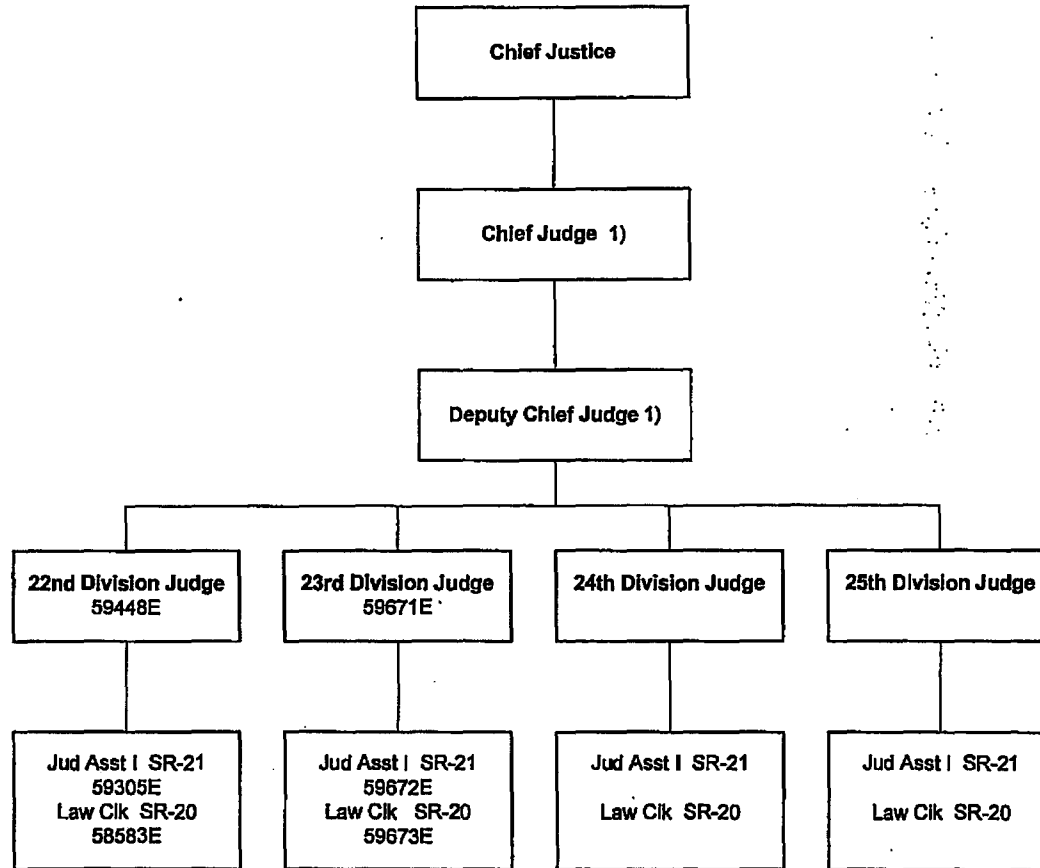 Chief Justice
Chief Judge 1)
Deputy Chief Judge 1)
22nd Division Judge
59448E
23rd Division Judge
59671E
24th Division Judge
25th Division Judge
Jud Asst I SR-21
59305E
Law Clk SR-20
58583E
Jud Asst I SR-21
59672E
Law Clk SR-20
59673E
Jud Asst I SR-21
Law Clk SR-20
Jud Asst I SR-21
Law Clk SR-20